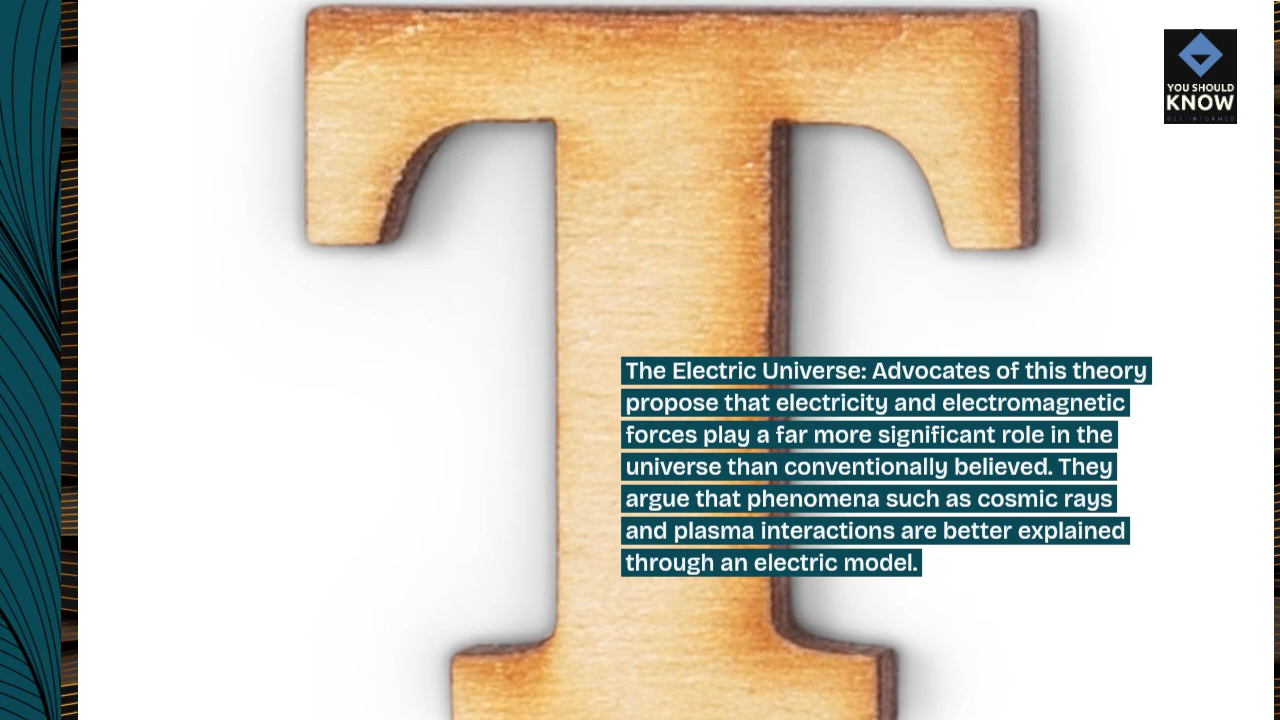 T
YOU SHOULD
KNOW
GET INFORMED
The Electric Universe: Advocates of this theory
propose that electricity and electromagnetic
forces play a far more significant role in the
universe than conventionally believed. They
argue that phenomena such as cosmic rays
and plasma interactions are better explained
through an electric model.